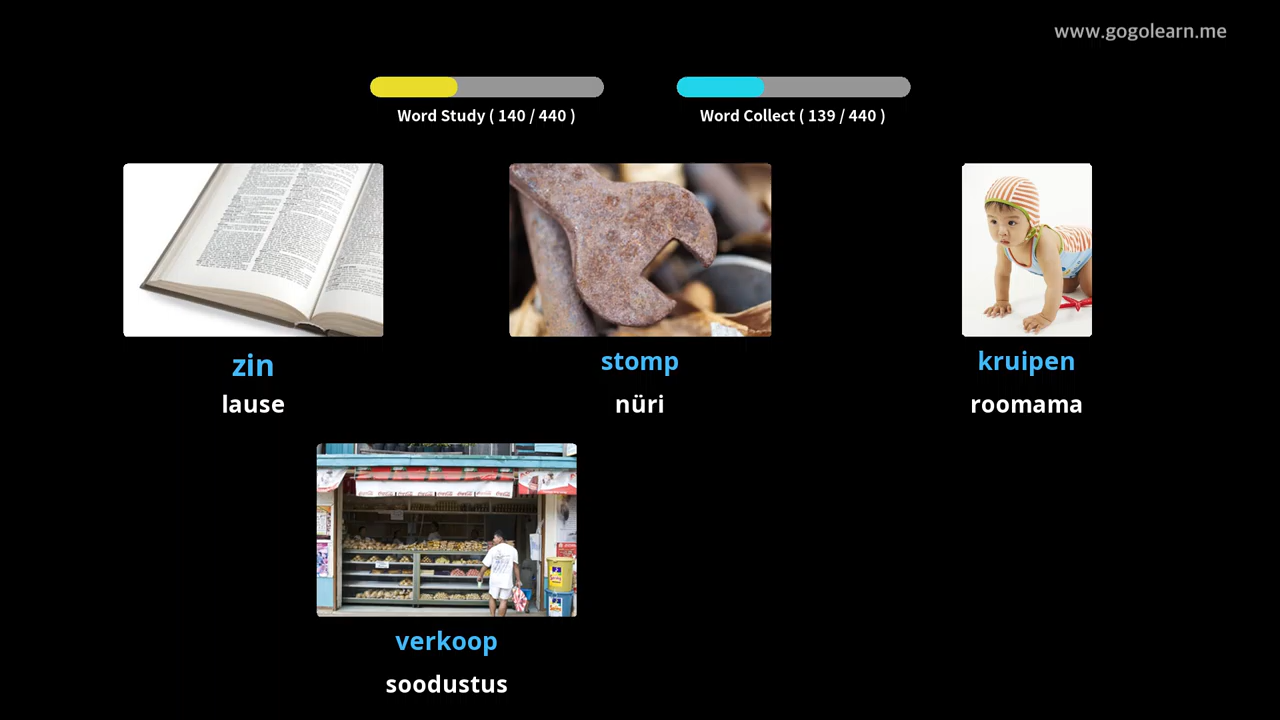 www.gogolearn.me
Word Study ( 140 / 440 )
Word Collect ( 139 / 440 )
zin
lause
stomp
nüri
kruipen
roomama
verkoop
soodustus